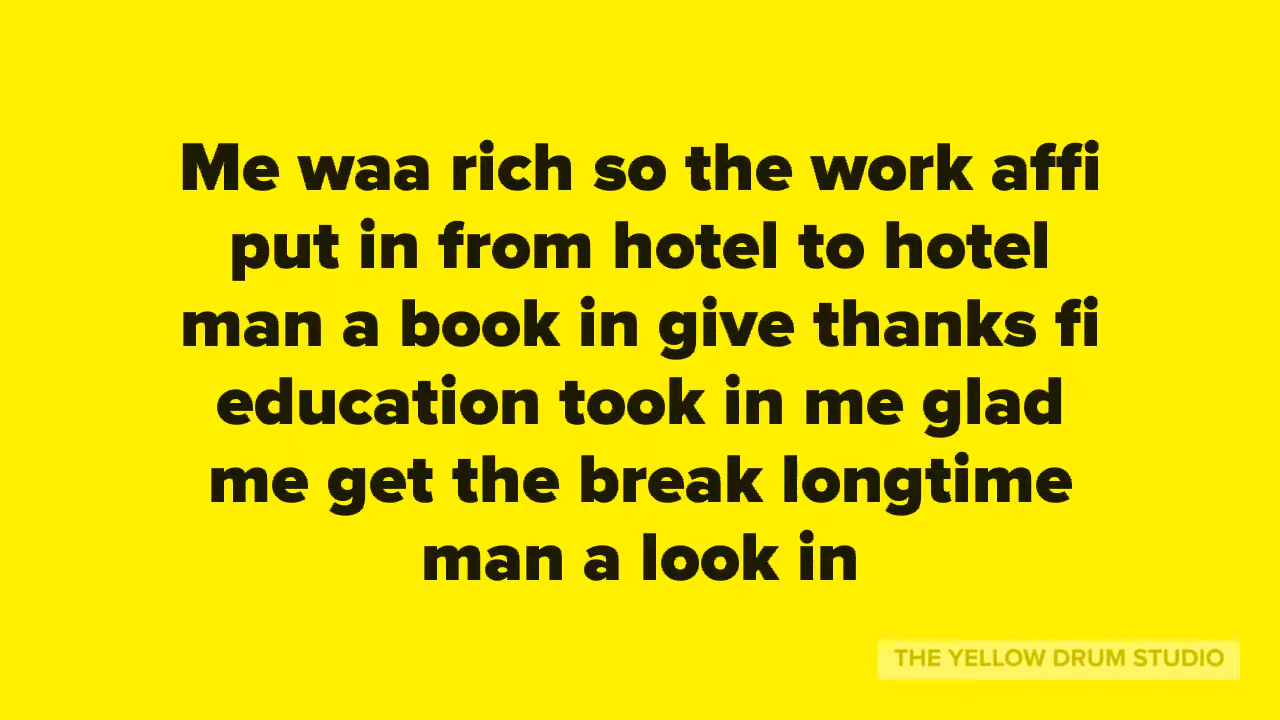 Me waa rich so the work affi
put in from hotel to hotel
man a book in give thanks fi
education took in me glad
me get the break longtime
man a look in
THE YELLOW DRUM STUDIO